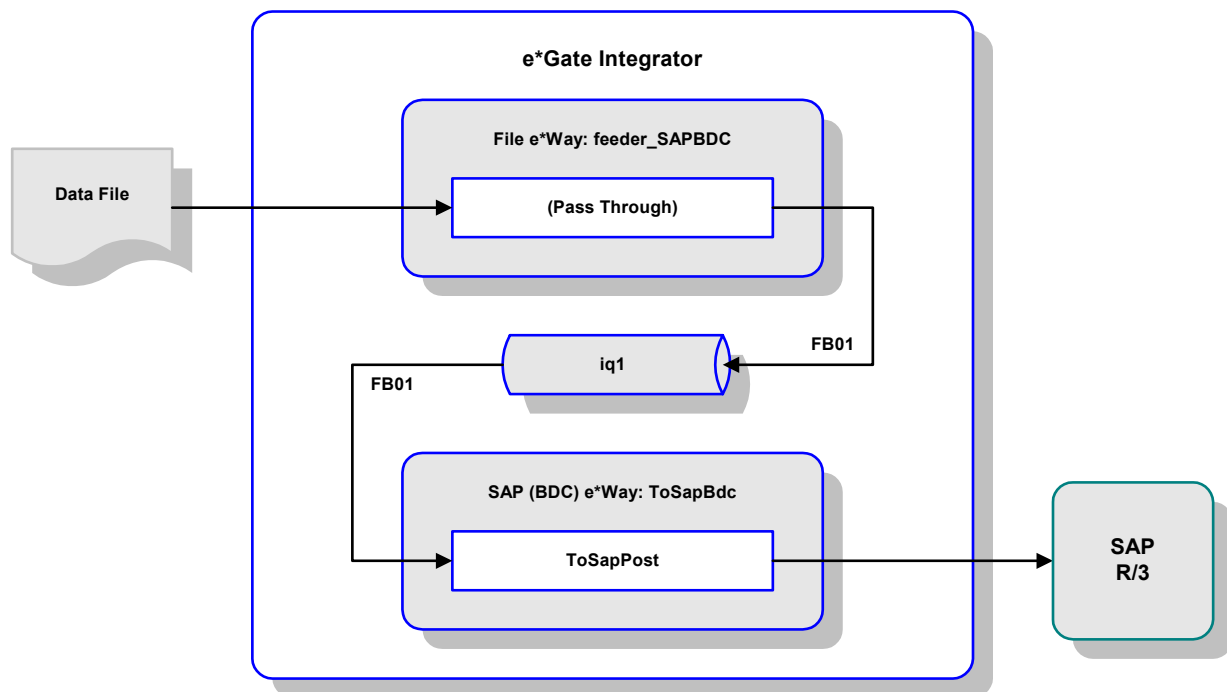 e*Gate Integrator
File e*Way: feeder_SAPBDC
Data File
(Pass Through)
FB01
iq1
FB01
SAP (BDC) e*Way: ToSapBdc
ToSapPost
SAP
R/3